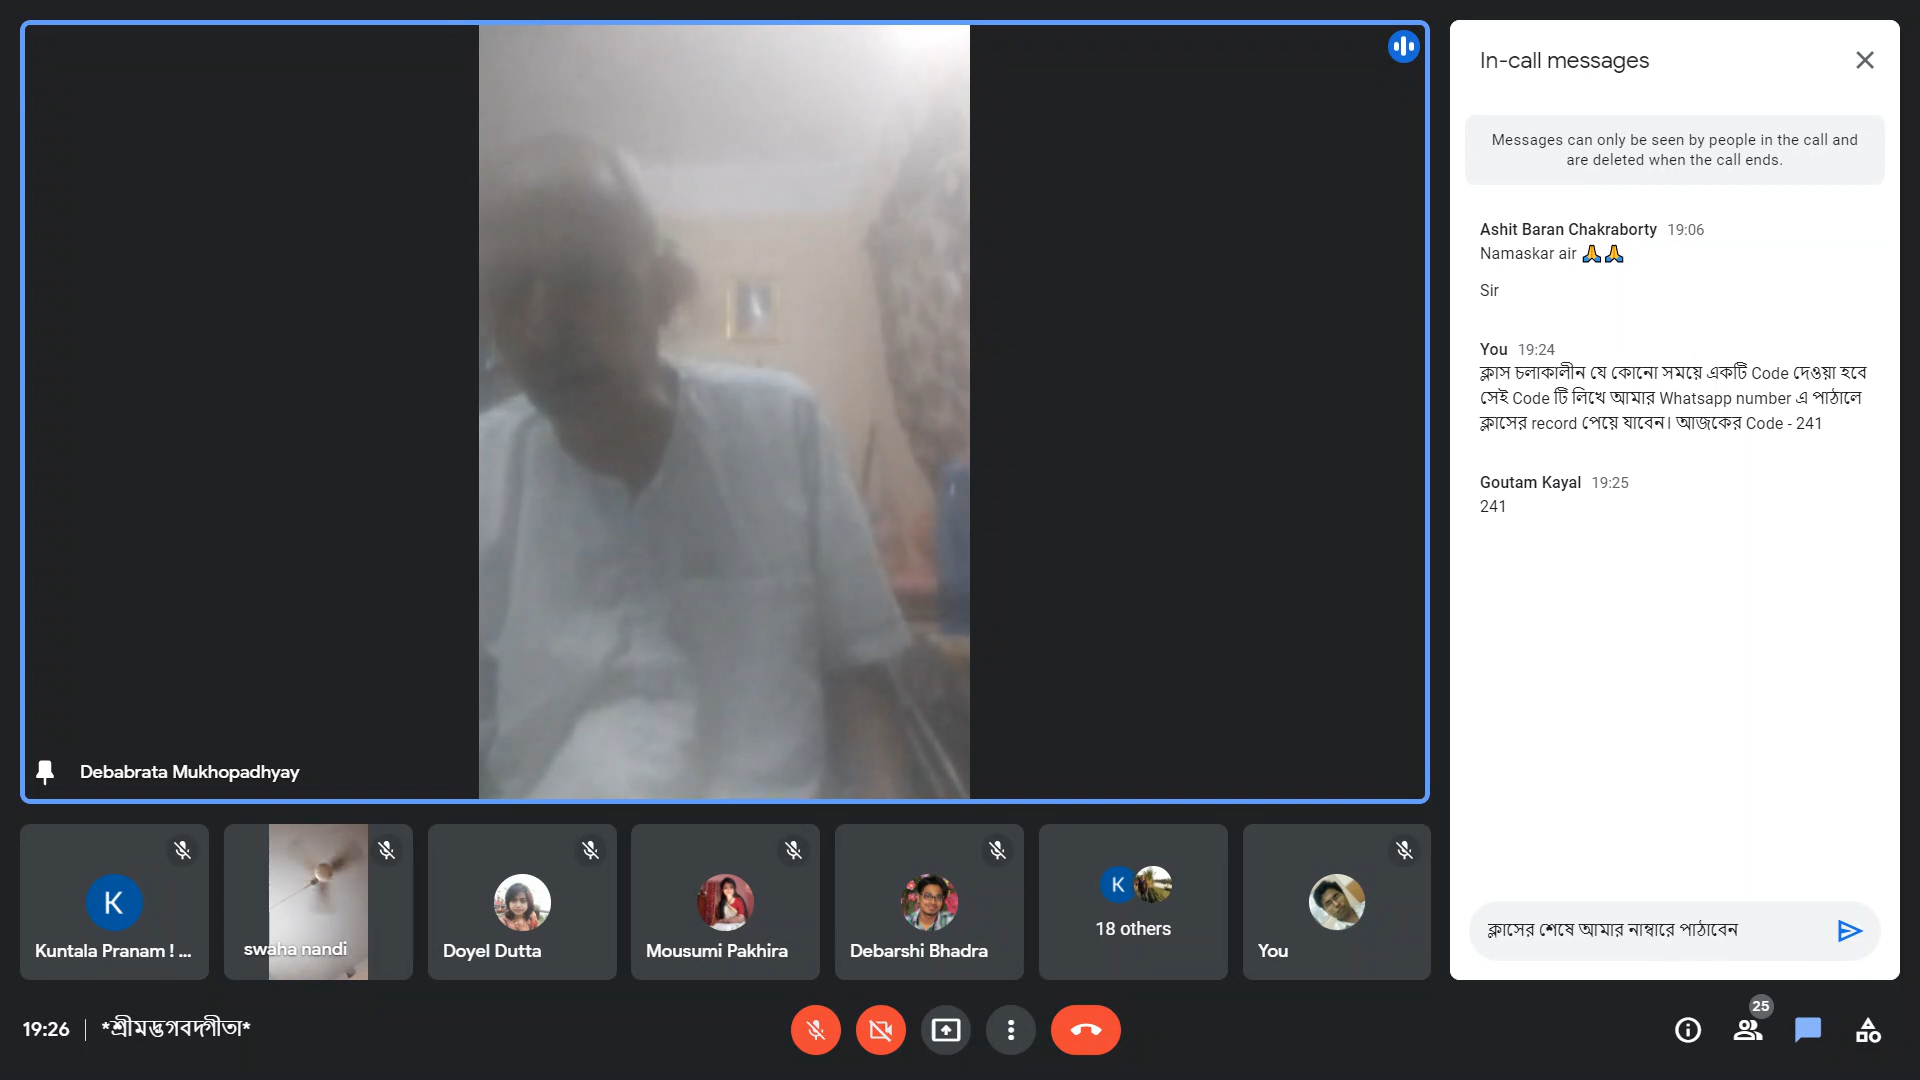 In-call messages
Messages can only be seen by people in the call and
are deleted when the call ends.
Ashit Baran Chakraborty 19:06
Namaskar air 🙏🙏
Sir
You 19:24
ক্লাস চলাকালীন যে কোনো সময়ে একটি Code দেওয়া হবে
সেই Code টি লিখে আমার Whatsapp number এ পাঠালে
ক্লাসের record পেয়ে যাবেন। আজকের Code - 241
Goutam Kayal 19:25
241
ক্লাসের শেষে আমার নাম্বারে পাঠাবেন
Debabrata Mukhopadhyay
K
Kuntala Pranam ! ...
swaha nandi
Doyel Dutta
Mousumi Pakhira
Debarshi Bhadra
K
18 others
You
19:26 | *শ্রীমদ্ভগবদ্গীতা*
25